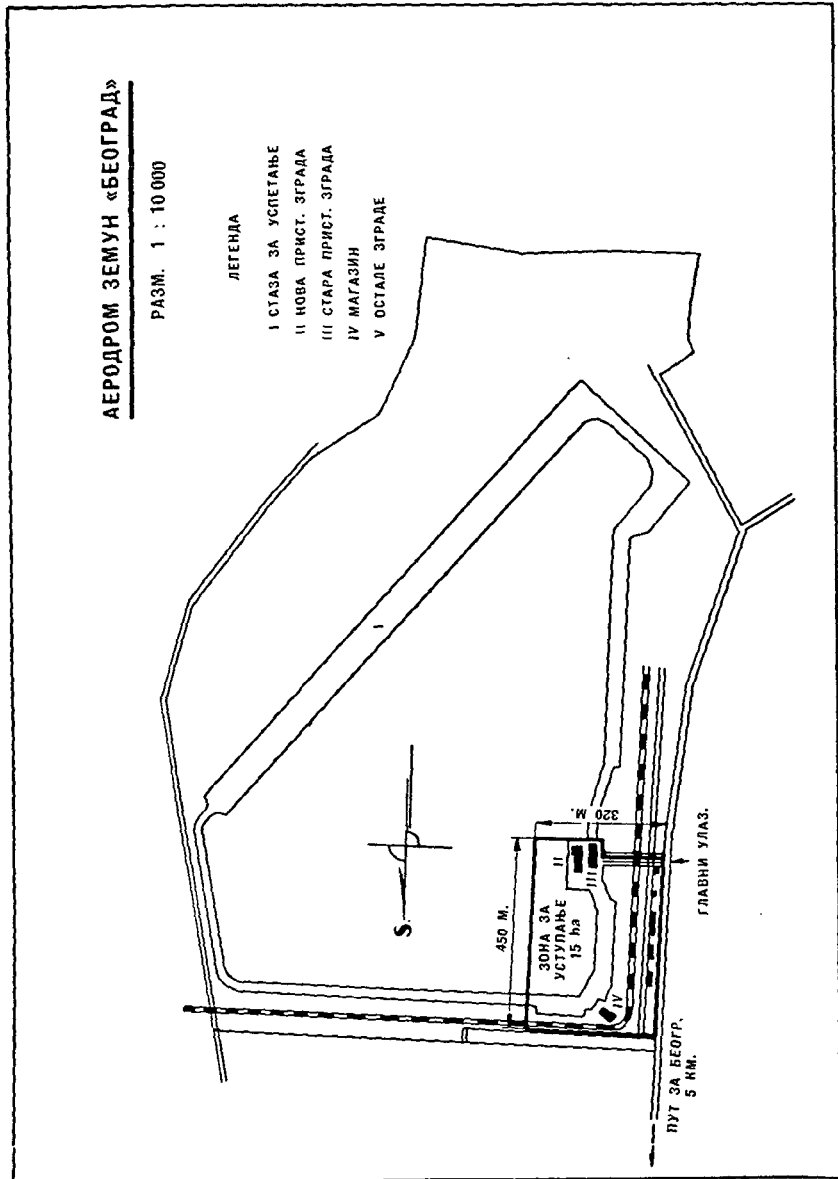 АЕРОДРОМ ЗЕМУН «БЕОГРАД»
РАЗМ. 1 : 10 000
ЛЕГЕНДА
I СТАЗА ЗА УСПЕТАЊЕ
II НОВА ПРИСТ. ЗГРАДА
III СТАРА ПРИСТ. ЗГРАДА
IV МАГАЗИН
V ОСТАЛЕ ЗГРАДЕ
I
S.
450 М.
320 М.
ЗОНА ЗА
УСТУПАЊЕ
15 ha
II
III
IV
ГЛАВНИ УЛАЗ.
ПУТ ЗА БЕОГР.
5 КМ.